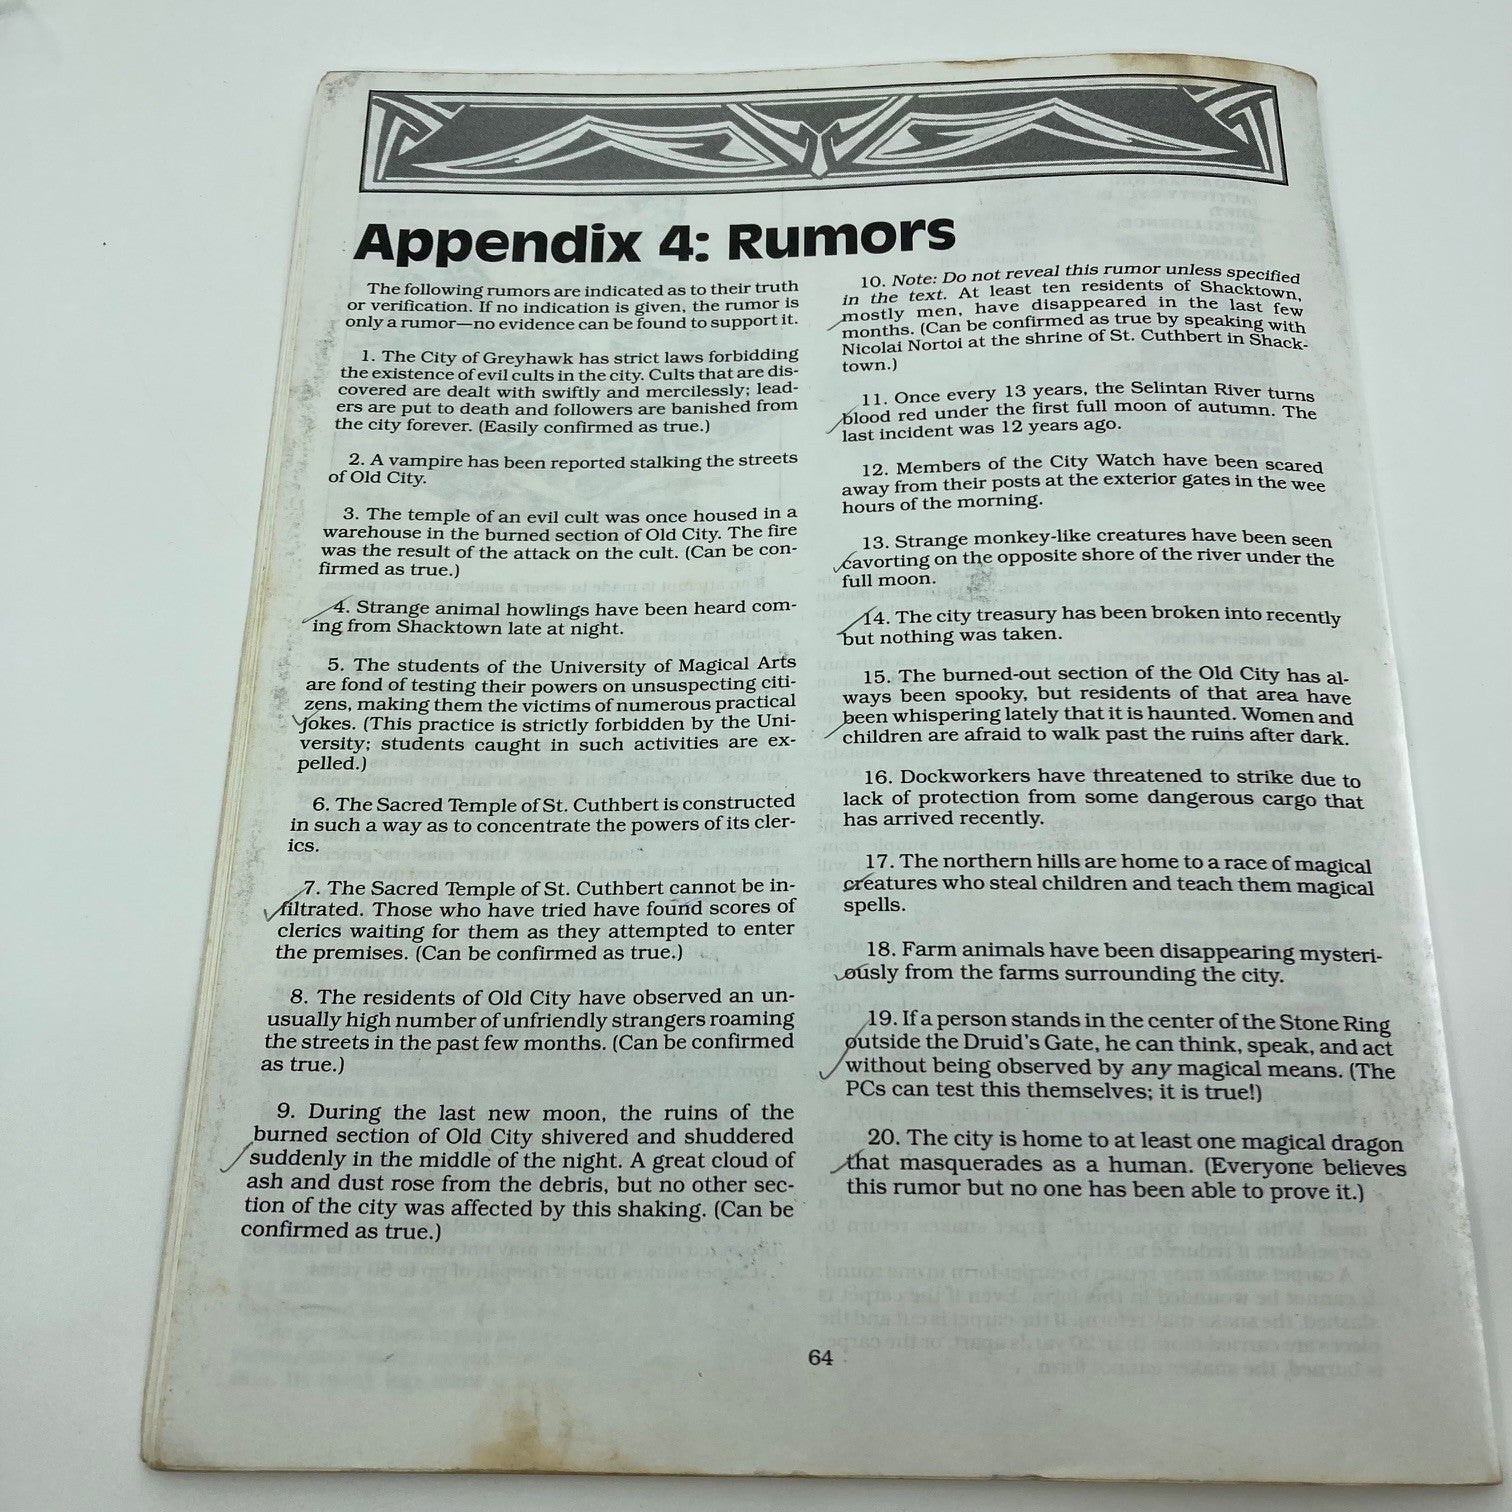 Appendix 4: Rumors
The following rumors are indicated as to their truth
or verification. If no indication is given, the rumor is
only a rumor—no evidence can be found to support it.
1. The City of Greyhawk has strict laws forbidding
the existence of evil cults in the city. Cults that are dis-
covered are dealt with swiftly and mercilessly; lead-
ers are put to death and followers are banished from
the city forever. (Easily confirmed as true.)
2. A vampire has been reported stalking the streets
of Old City.
3. The temple of an evil cult was once housed in a
warehouse in the burned section of Old City. The fire
was the result of the attack on the cult. (Can be con-
firmed as true.)
4. Strange animal howlings have been heard com-
ing from Shacktown late at night.
5. The students of the University of Magical Arts
are fond of testing their powers on unsuspecting citi-
zens, making them the victims of numerous practical
jokes. (This practice is strictly forbidden by the Uni-
versity; students caught in such activities are ex-
pelled.)
6. The Sacred Temple of St. Cuthbert is constructed
in such a way as to concentrate the powers of its cler-
ics.
7. The Sacred Temple of St. Cuthbert cannot be in-
filtrated. Those who have tried have found scores of
clerics waiting for them as they attempted to enter
the premises. (Can be confirmed as true.)
8. The residents of Old City have observed an un-
usually high number of unfriendly strangers roaming
the streets in the past few months. (Can be confirmed
as true.)
9. During the last new moon, the ruins of the
burned section of Old City shivered and shuddered
suddenly in the middle of the night. A great cloud of
ash and dust rose from the debris, but no other sec-
tion of the city was affected by this shaking. (Can be
confirmed as true.)
10. Note: Do not reveal this rumor unless specified
in the text. At least ten residents of Shacktown,
mostly men, have disappeared in the last few
months. (Can be confirmed as true by speaking with
Nicolai Nortoi at the shrine of St. Cuthbert in Shack-
town.)
11. Once every 13 years, the Selintan River turns
blood red under the first full moon of autumn. The
last incident was 12 years ago.
12. Members of the City Watch have been scared
away from their posts at the exterior gates in the wee
hours of the morning.
13. Strange monkey-like creatures have been seen
cavorting on the opposite shore of the river under the
full moon.
14. The city treasury has been broken into recently
but nothing was taken.
15. The burned-out section of the Old City has al-
ways been spooky, but residents of that area have
been whispering lately that it is haunted. Women and
children are afraid to walk past the ruins after dark.
16. Dockworkers have threatened to strike due to
lack of protection from some dangerous cargo that
has arrived recently.
17. The northern hills are home to a race of magical
creatures who steal children and teach them magical
spells.
18. Farm animals have been disappearing mysteri-
ously from the farms surrounding the city.
19. If a person stands in the center of the Stone Ring
outside the Druid's Gate, he can think, speak, and act
without being observed by any magical means. (The
PCs can test this themselves; it is true!)
20. The city is home to at least one magical dragon
that masquerades as a human. (Everyone believes
this rumor but no one has been able to prove it.)
64